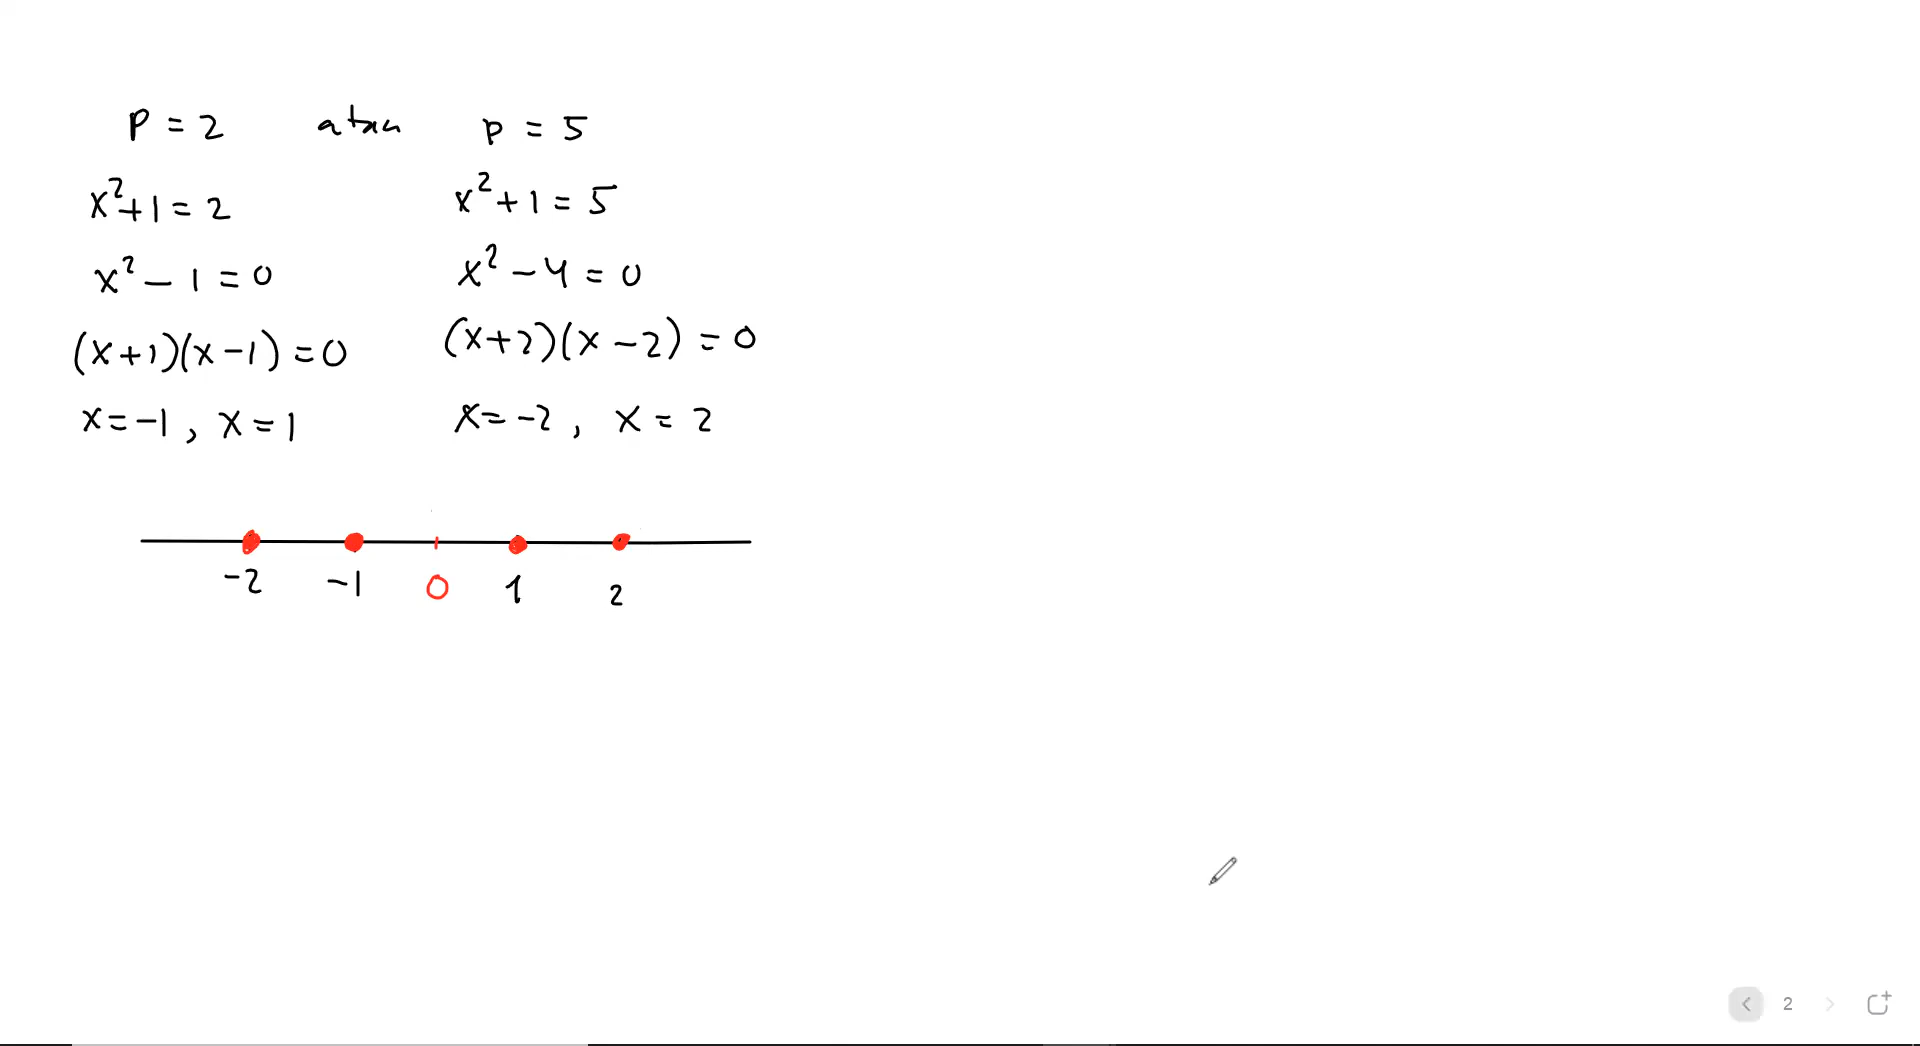 P = 2 atau p = 5
x²+1 = 2 x²+1 = 5
x² - 1 = 0 x² - 4 = 0
(x+1)(x-1) = 0 (x+2)(x-2) = 0
x = -1 , x = 1 x = -2 , x = 2
-2 -1 0 1 2
2